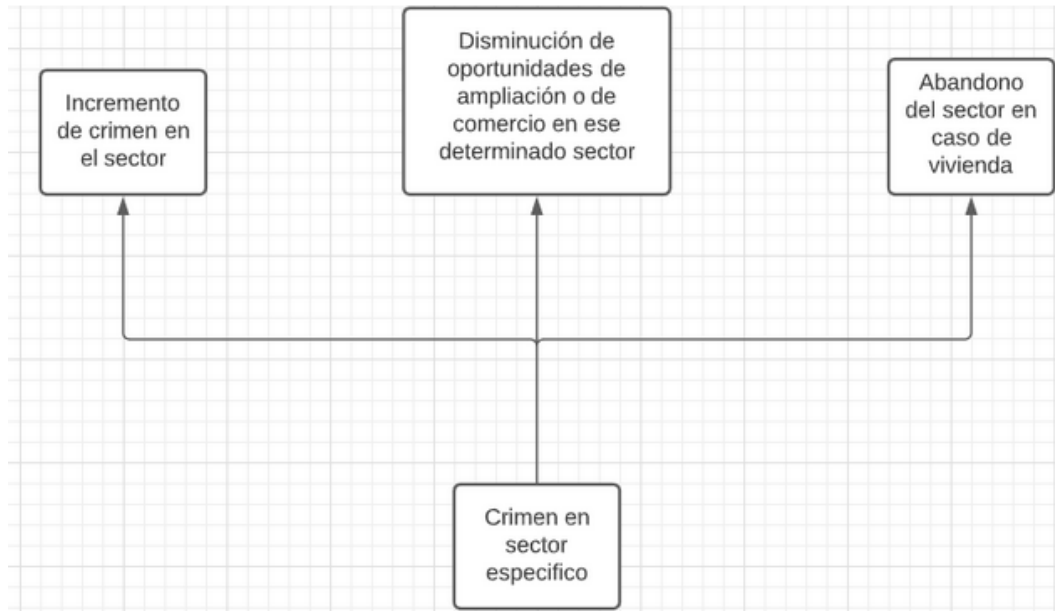 Incremento
de crimen en
el sector
Disminución de
oportunidades de
ampliación o de
comercio en ese
determinado sector
Abandono
del sector en
caso de
vivienda
Crimen en
sector
especifico